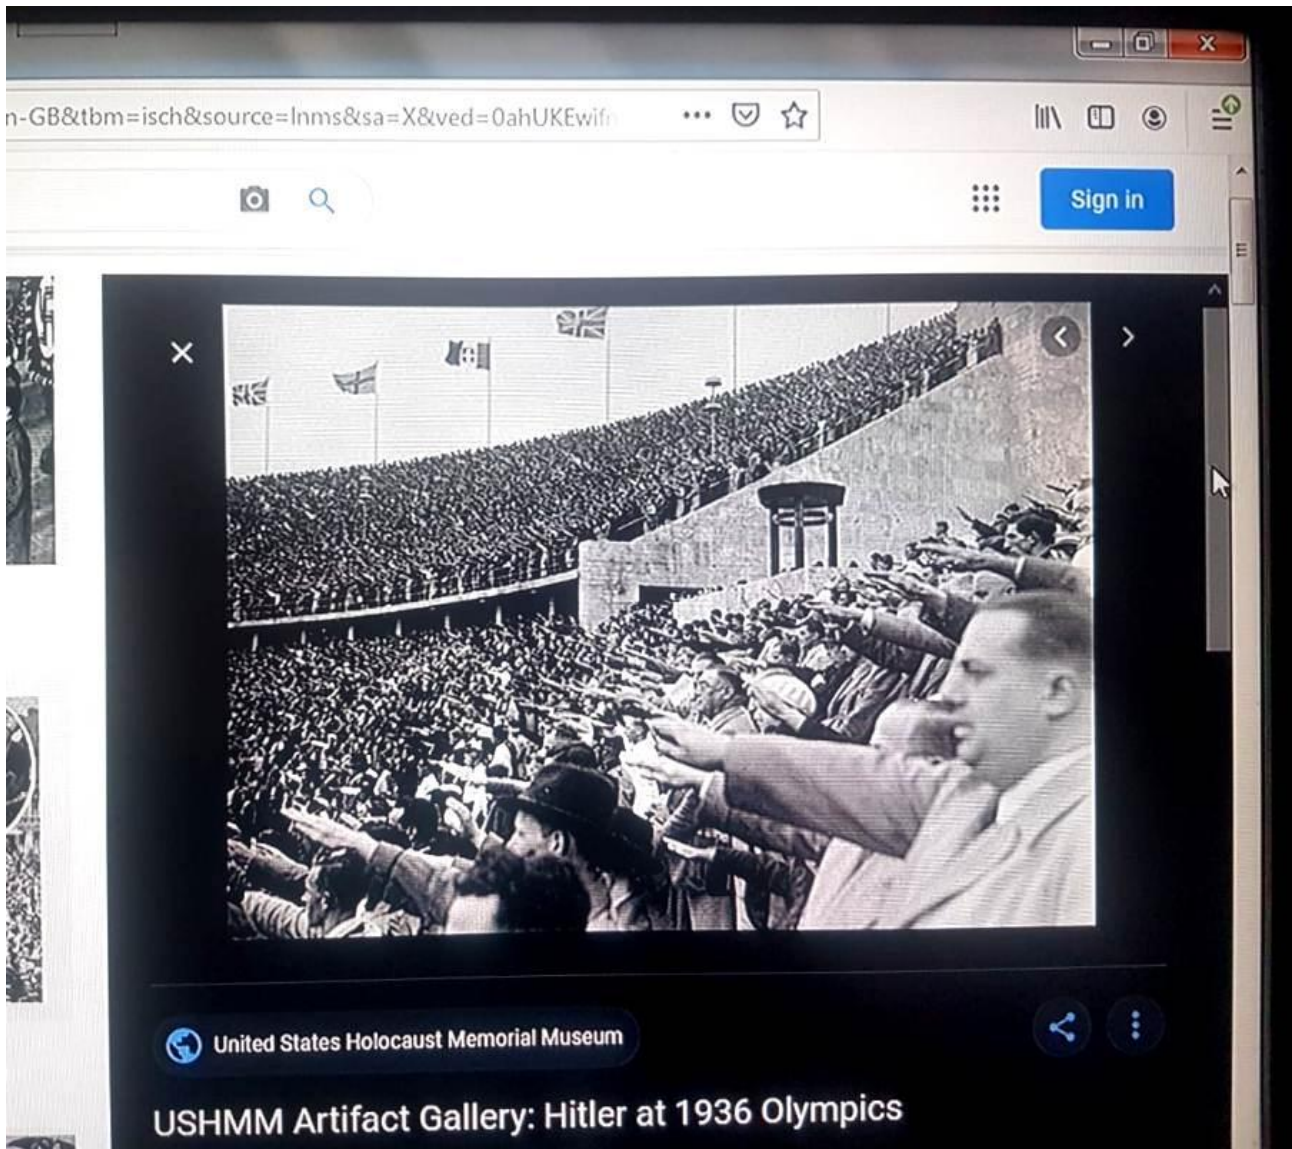 n-GB&tbm=isch&source=lnms&sa=X&ved=0ahUKEwifn
Sign in
United States Holocaust Memorial Museum
USHMM Artifact Gallery: Hitler at 1936 Olympics